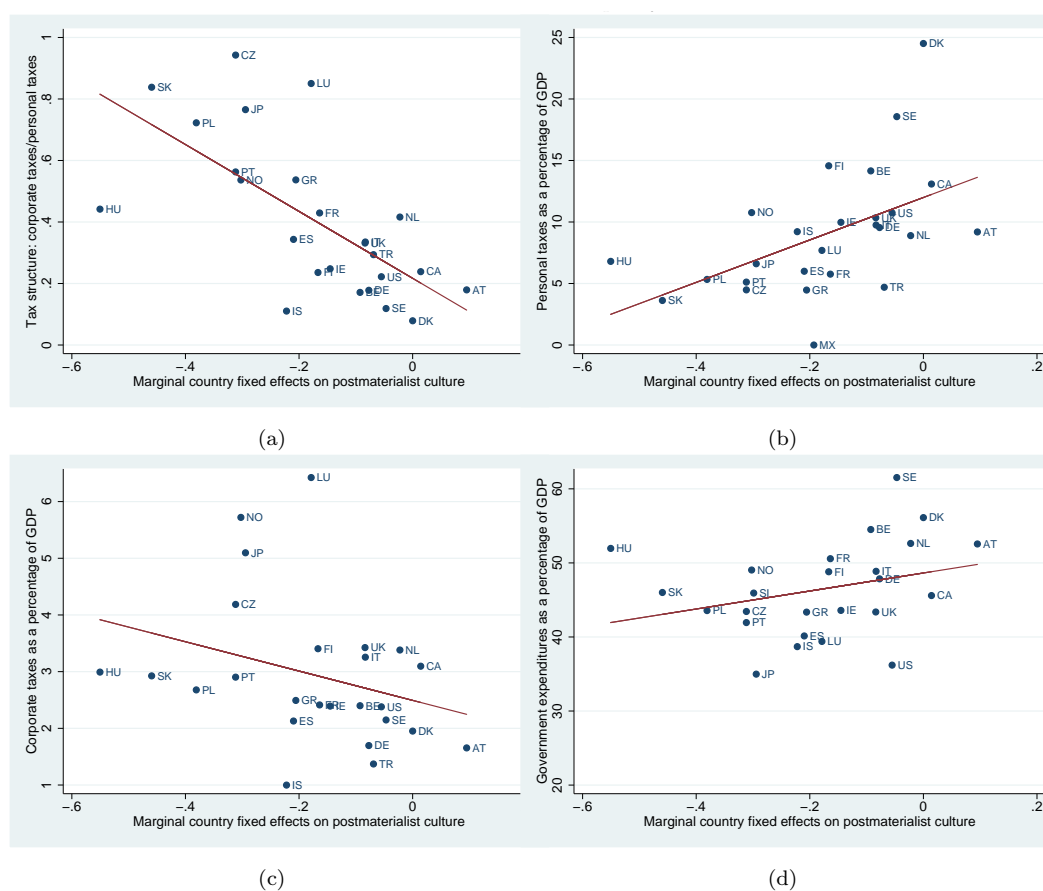 Tax structure: corporate taxes/personal taxes
1
.8
.6
.4
.2
0
CZ
LU
SK
JP
PL
PT
NO
GR
HU
FR
NL
ES
IT
UK
TR
IE
FI
CA
US
BE
DE
AT
SE
IS
DK
−.6 −.4 −.2 0
Marginal country fixed effects on postmaterialist culture
(a)
Personal taxes as a percentage of GDP
25
20
15
10
5
0
DK
SE
FI
BE
CA
NO
US
UK
IE
IT
DE
IS
AT
NL
LU
HU
JP
ES
FR
PL
PT
CZ
GR
TR
SK
MX
−.6 −.4 −.2 0 .2
Marginal country fixed effects on postmaterialist culture
(b)
Corporate taxes as a percentage of GDP
6
5
4
3
2
1
LU
NO
JP
CZ
FI
UK
NL
IT
CA
HU
SK
PT
PL
GR
FR
IE
BE
US
ES
SE
DK
DE
AT
TR
IS
−.6 −.4 −.2 0
Marginal country fixed effects on postmaterialist culture
(c)
Government expenditures as a percentage of GDP
60
50
40
30
20
SE
DK
BE
NL
AT
HU
FR
NO
FI
IT
DE
SK
SI
CA
PL
CZ
GR
IE
UK
PT
ES
LU
IS
US
JP
−.6 −.4 −.2 0 .2
Marginal country fixed effects on postmaterialist culture
(d)